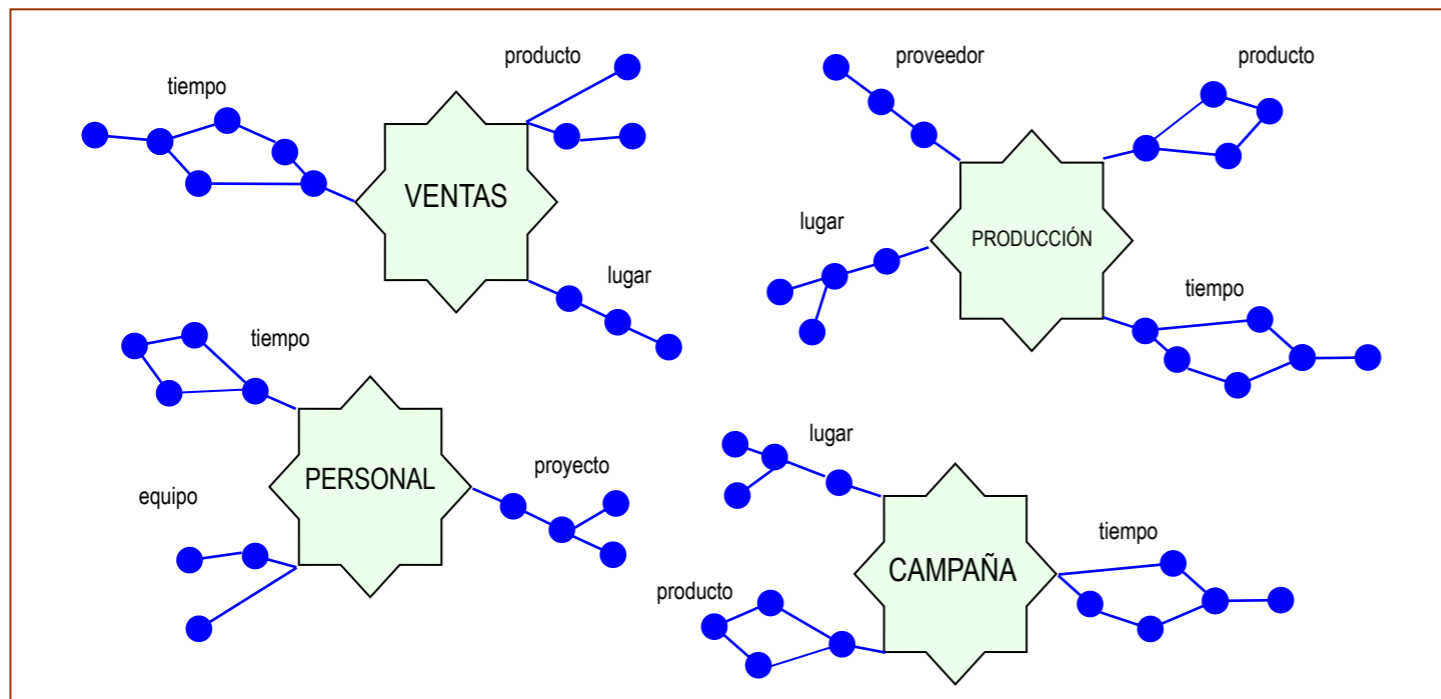 tiempo
producto
VENTAS
lugar
proveedor
producto
lugar
PRODUCCIÓN
tiempo
tiempo
equipo
PERSONAL
proyecto
lugar
producto
CAMPAÑA
tiempo